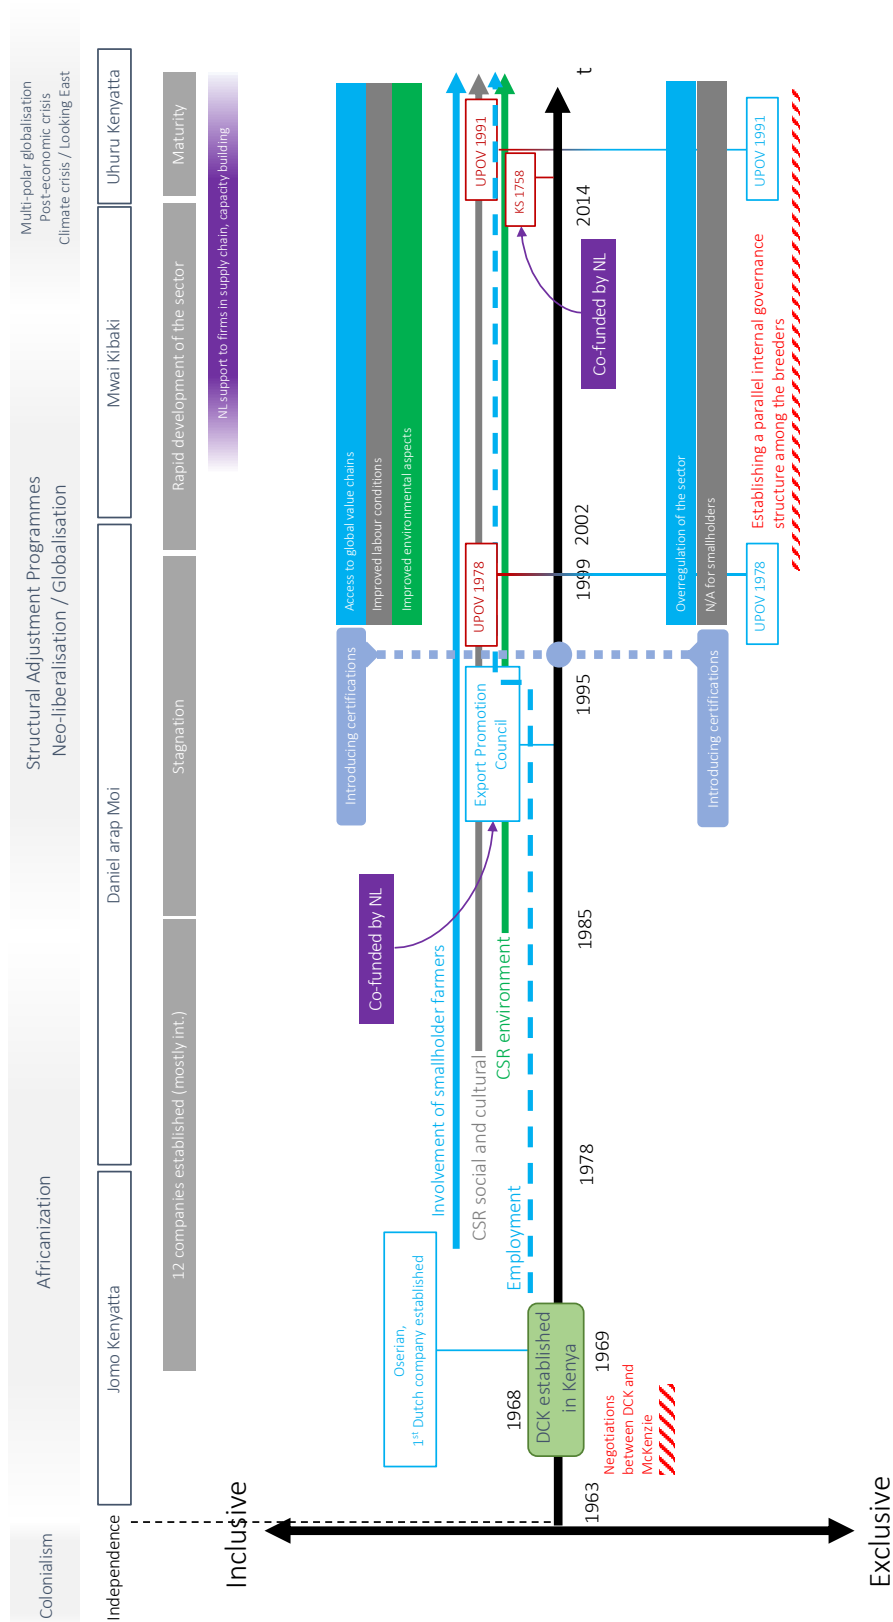 Colonialism
Africanization
Structural Adjustment Programmes
Neo-liberalisation / Globalisation
Multi-polar globalisation
Post-economic crisis
Climate crisis / Looking East
Independence
Jomo Kenyatta
Daniel arap Moi
Mwai Kibaki
Uhuru Kenyatta
12 companies established (mostly int.)
Stagnation
Rapid development of the sector
Maturity
NL support to firms in supply chain, capacity building
Inclusive
Introducing certifications
Access to global value chains
Improved labour conditions
Improved environmental aspects
Oserian,
1st Dutch company established
Co-funded by NL
Involvement of smallholder farmers
CSR social and cultural
CSR environment
Employment
Export Promotion
Council
UPOV 1978
UPOV 1991
KS 1758
1968
DCK established
in Kenya
t
1963
1969
1978
1985
1995
1999
2002
2014
Co-funded by NL
Negotiations
between DCK and
McKenzie
Introducing certifications
Overregulation of the sector
N/A for smallholders
UPOV 1978
UPOV 1991
Establishing a parallel internal governance
structure among the breeders
Exclusive